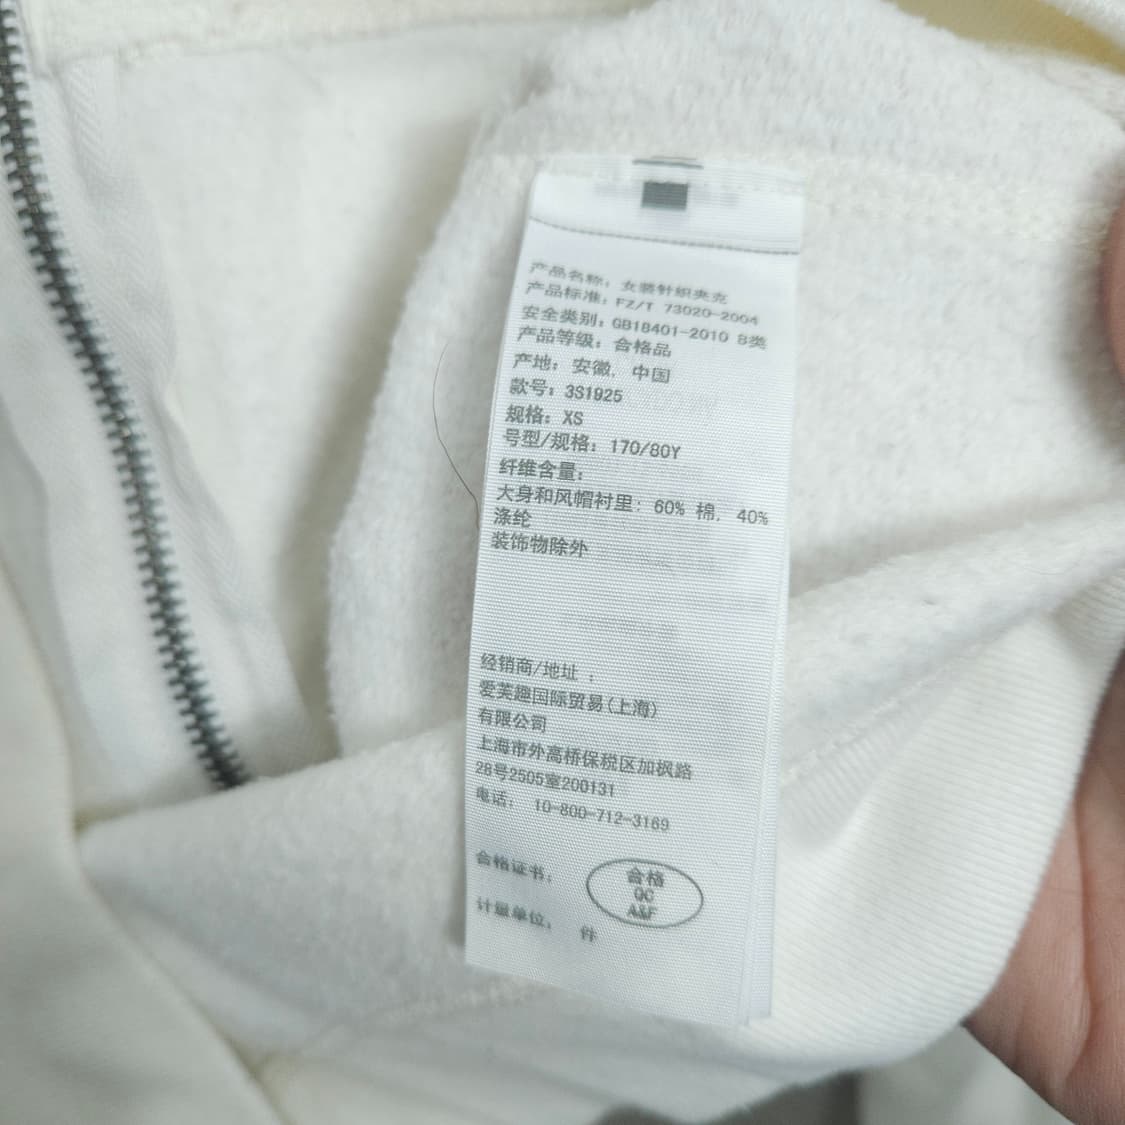 产品名称: 女装针织夹克
产品标准: FZ/T 73020-2004
安全类别: GB18401-2010 B类
产品等级: 合格品
产地: 安徽, 中国
款号: 3S1925
规格: XS
号型/规格: 170/80Y
纤维含量:
大身和风帽衬里: 60% 棉, 40%
涤纶
装饰物除外
经销商/地址 :
爱芙趣国际贸易(上海)
有限公司
上海市外高桥保税区加枫路
26号2505室200131
电话: 10-800-712-3169
合格证书:
合格
QC
A&F
计量单位: 件